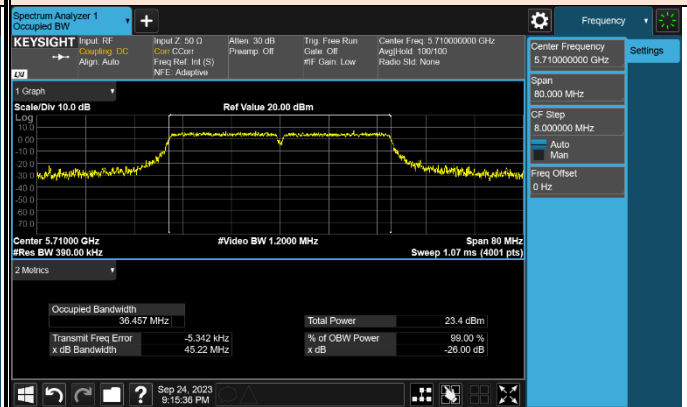 Spectrum Analyzer 1
Occupied BW
+
Frequency
KEYSIGHT
Input: RF
Coupling: DC
Align: Auto
Input Z: 50 Ω
Corr CCorr
Freq Ref: Int (S)
NFE: Adaptive
Atten: 30 dB
Preamp: Off
Trig: Free Run
Gate: Off
#IF Gain: Low
Center Freq: 5.710000000 GHz
Avg|Hold: 100/100
Radio Std: None
LXI
Center Frequency
5.710000000 GHz
Settings
Span
80.000 MHz
CF Step
8.000000 MHz
Auto
Man
Freq Offset
0 Hz
1 Graph
Scale/Div 10.0 dB
Ref Value 20.00 dBm
Log
10.0
0.00
-10.0
-20.0
-30.0
-40.0
-50.0
-60.0
-70.0
Center 5.71000 GHz
#Video BW 1.2000 MHz
Span 80 MHz
#Res BW 390.00 kHz
Sweep 1.07 ms (4001 pts)
2 Metrics
Occupied Bandwidth
36.457 MHz
Total Power 23.4 dBm
Transmit Freq Error -5.342 kHz
% of OBW Power 99.00 %
x dB Bandwidth 45.22 MHz
x dB -26.00 dB
?
Sep 24, 2023
9:15:36 PM